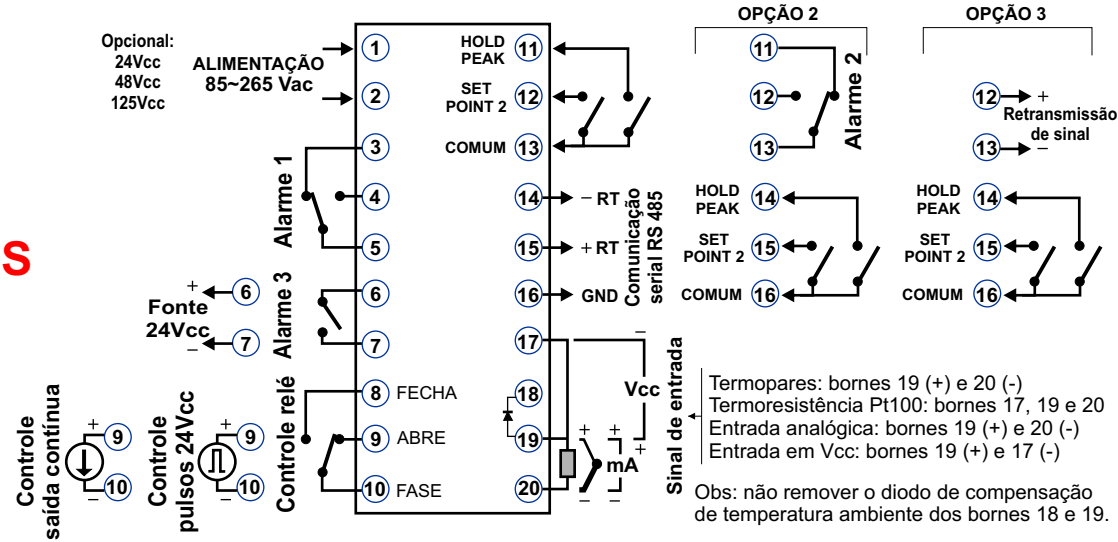 OPÇÃO 2
OPÇÃO 3
Opcional:
24Vcc
48Vcc
125Vcc
ALIMENTAÇÃO
85~265 Vac
1
2
3
4
5
6
7
8 FECHA
9 ABRE
10 FASE
HOLD
PEAK
11
SET
POINT 2
12
COMUM
13
14
− RT
15
+ RT
16
GND
17
18
19
20
Alarme 1
Alarme 3
Controle relé
Comunicação
serial RS 485
S
+
6
Fonte
24Vcc
−
7
Controle
saída contínua
+
9
−
10
Controle
pulsos 24Vcc
+
9
−
10
−
Vcc
+
+
+
mA
−
−
Sinal de entrada
11
12
13
Alarme 2
HOLD
PEAK
14
SET
POINT 2
15
COMUM
16
12
+
Retransmissão
de sinal
13
−
HOLD
PEAK
14
SET
POINT 2
15
COMUM
16
Termopares: bornes 19 (+) e 20 (-)
Termoresistência Pt100: bornes 17, 19 e 20
Entrada analógica: bornes 19 (+) e 20 (-)
Entrada em Vcc: bornes 19 (+) e 17 (-)
Obs: não remover o diodo de compensação
de temperatura ambiente dos bornes 18 e 19.